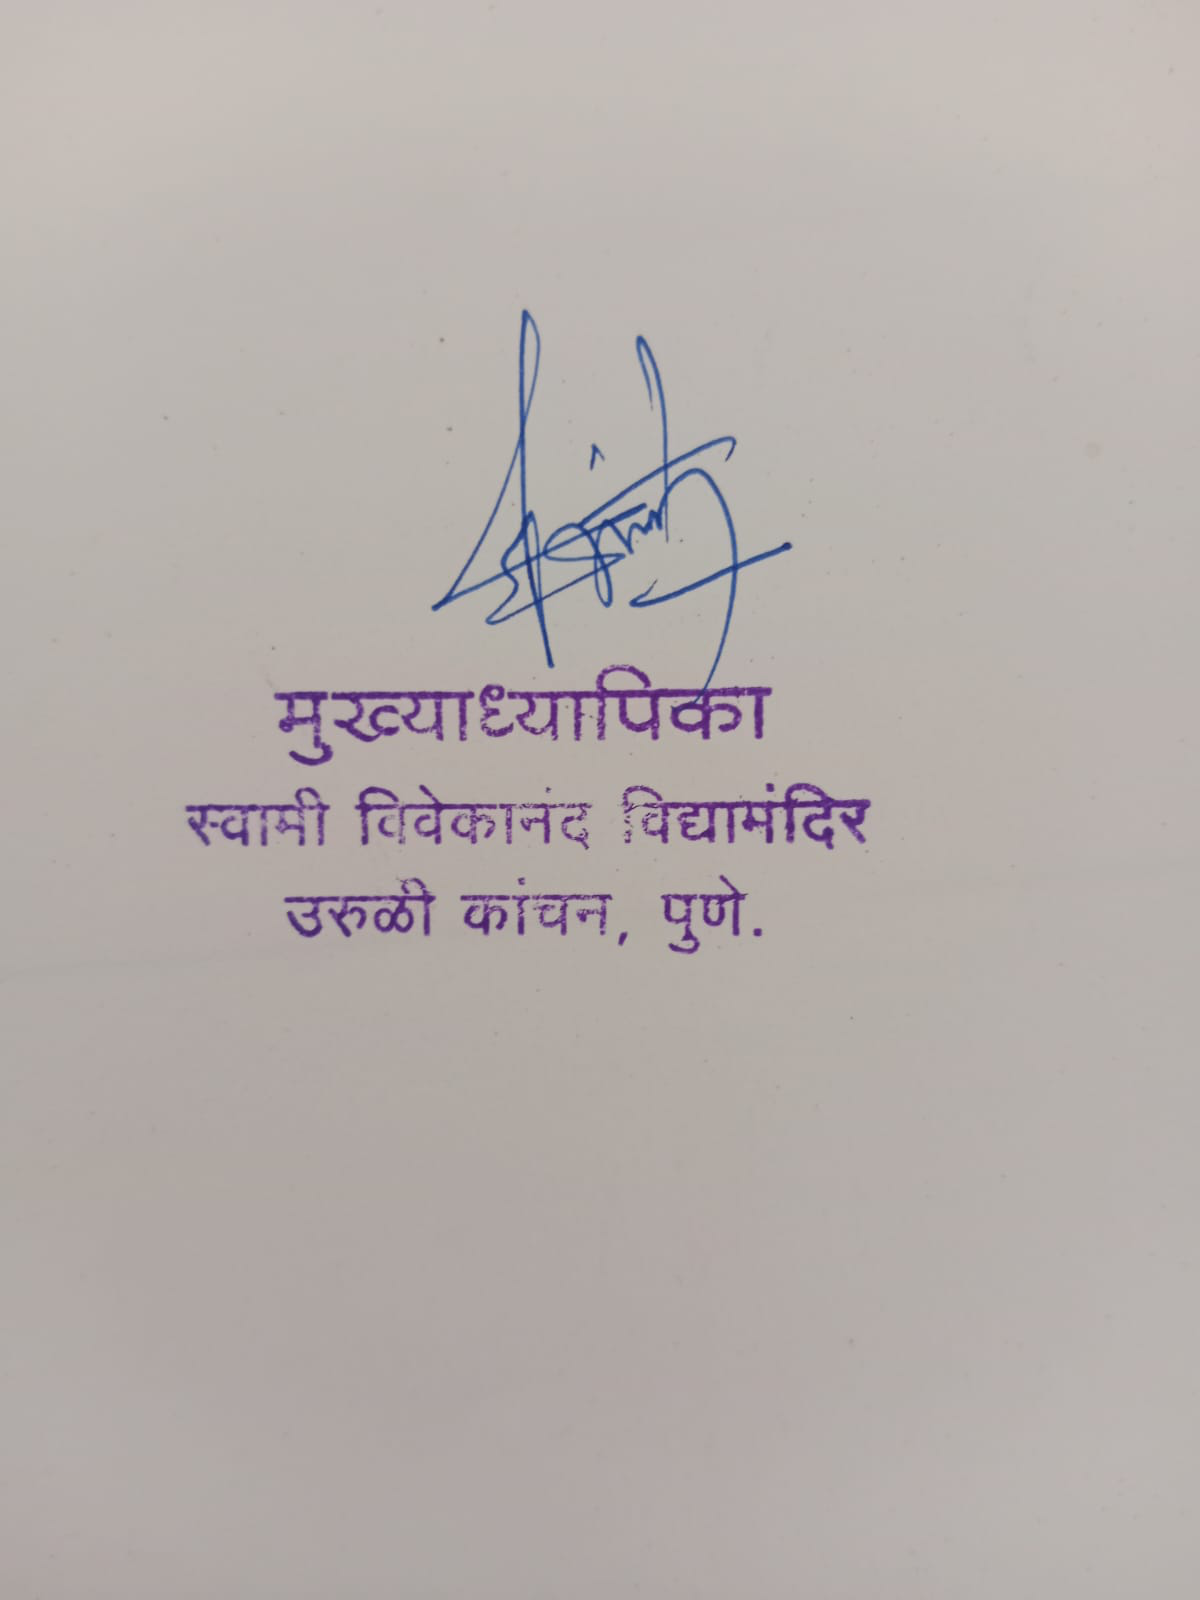 मुख्याध्यापिका
स्वामी विवेकानंद विद्यामंदिर
उरुळी कांचन, पुणे.